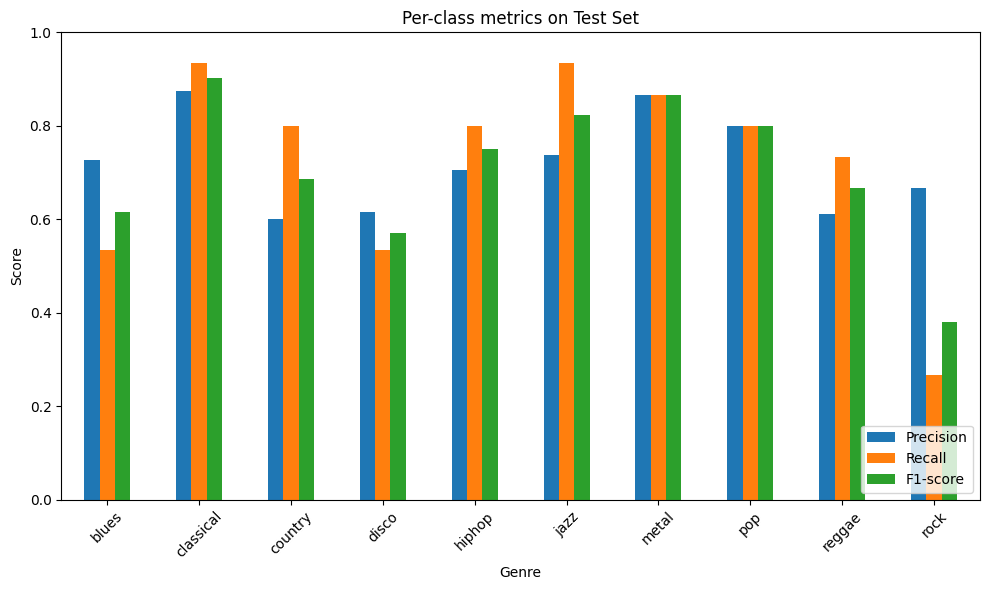 Per-class metrics on Test Set
1.0
0.8
0.6
0.4
0.2
0.0
Score
blues
classical
country
disco
hiphop
jazz
metal
pop
reggae
rock
Genre
Precision
Recall
F1-score